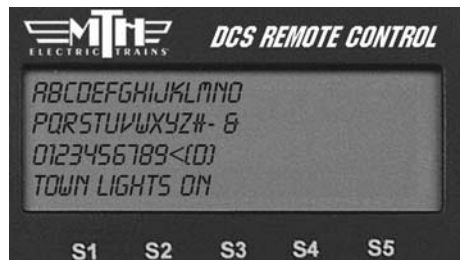 MTH
ELECTRIC TRAINS
DCS REMOTE CONTROL
ABCDEFGHIJKLMNO
PQRSTUVWXYZ#- &
0123456789<(D)
TOWN LIGHTS ON
S1 S2 S3 S4 S5